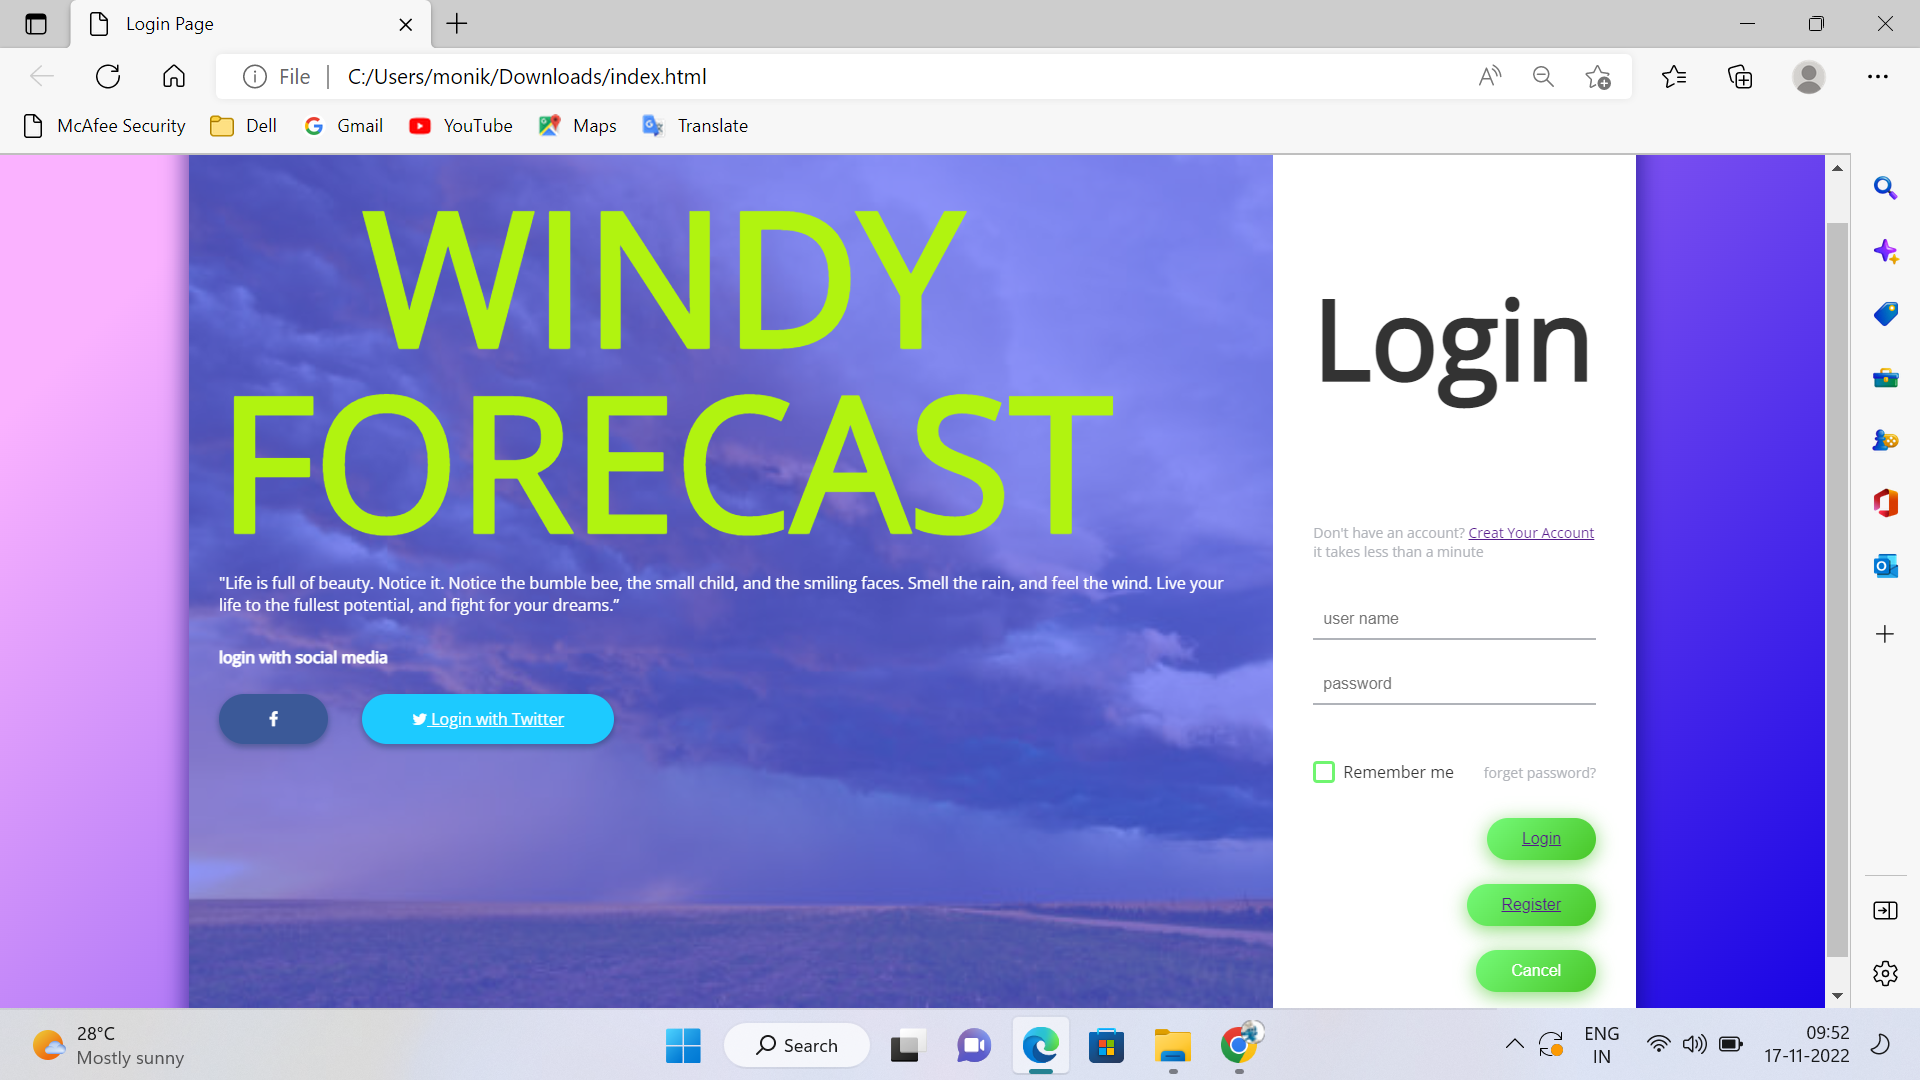 Login Page
File
C:/Users/monik/Downloads/index.html
McAfee Security
Dell
Gmail
YouTube
Maps
Translate
WINDY
FORECAST
"Life is full of beauty. Notice it. Notice the bumble bee, the small child, and the smiling faces. Smell the rain, and feel the wind. Live your
life to the fullest potential, and fight for your dreams.”
login with social media
Login with Twitter
Login
Don't have an account? Creat Your Account
it takes less than a minute
user name
password
Remember me
forget password?
Login
Register
Cancel
28°C
Mostly sunny
Search
ENG
IN
09:52
17-11-2022